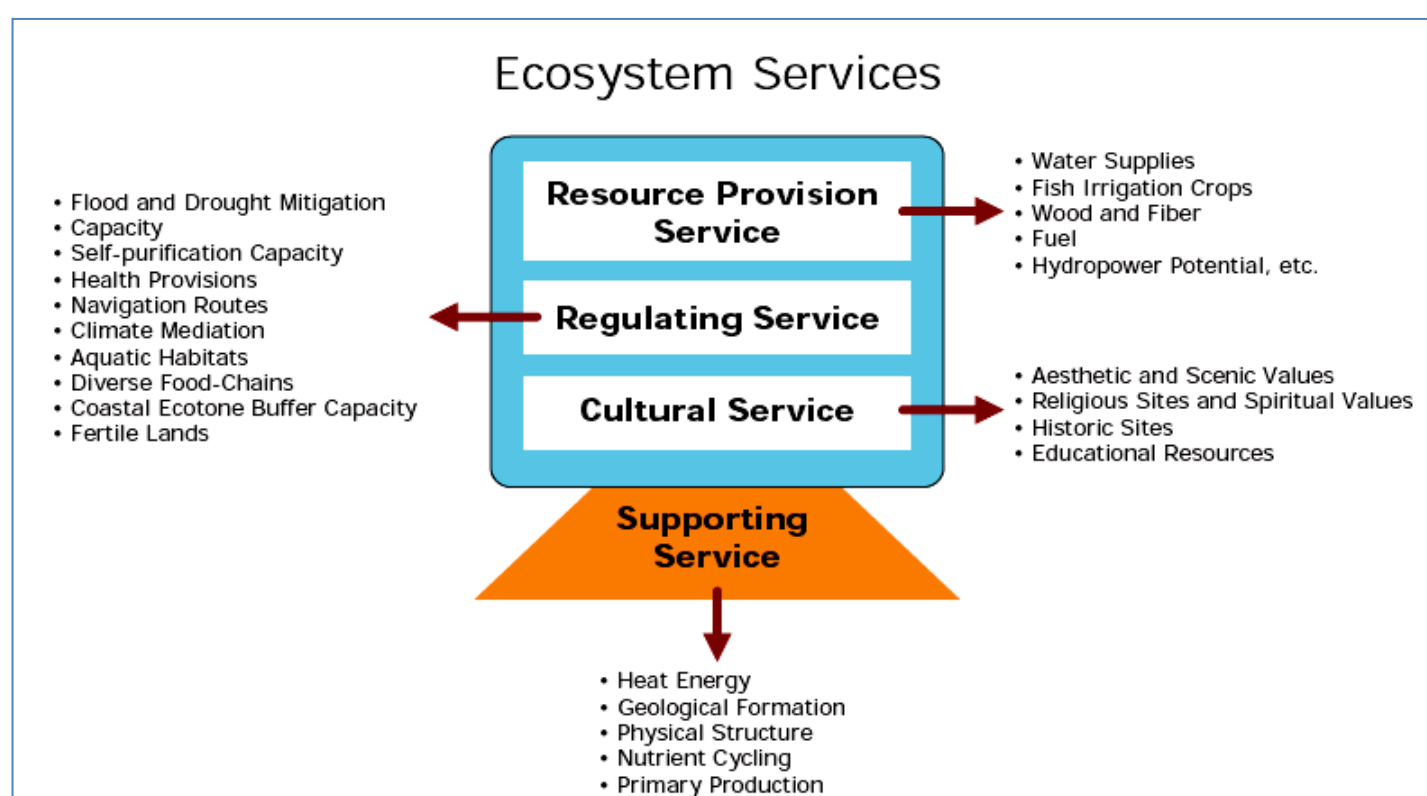 Ecosystem Services
Resource Provision
Service
• Water Supplies
• Fish Irrigation Crops
• Wood and Fiber
• Fuel
• Hydropower Potential, etc.
• Flood and Drought Mitigation
• Capacity
• Self-purification Capacity
• Health Provisions
• Navigation Routes
• Climate Mediation
• Aquatic Habitats
• Diverse Food-Chains
• Coastal Ecotone Buffer Capacity
• Fertile Lands
Regulating Service
Cultural Service
• Aesthetic and Scenic Values
• Religious Sites and Spiritual Values
• Historic Sites
• Educational Resources
Supporting
Service
• Heat Energy
• Geological Formation
• Physical Structure
• Nutrient Cycling
• Primary Production